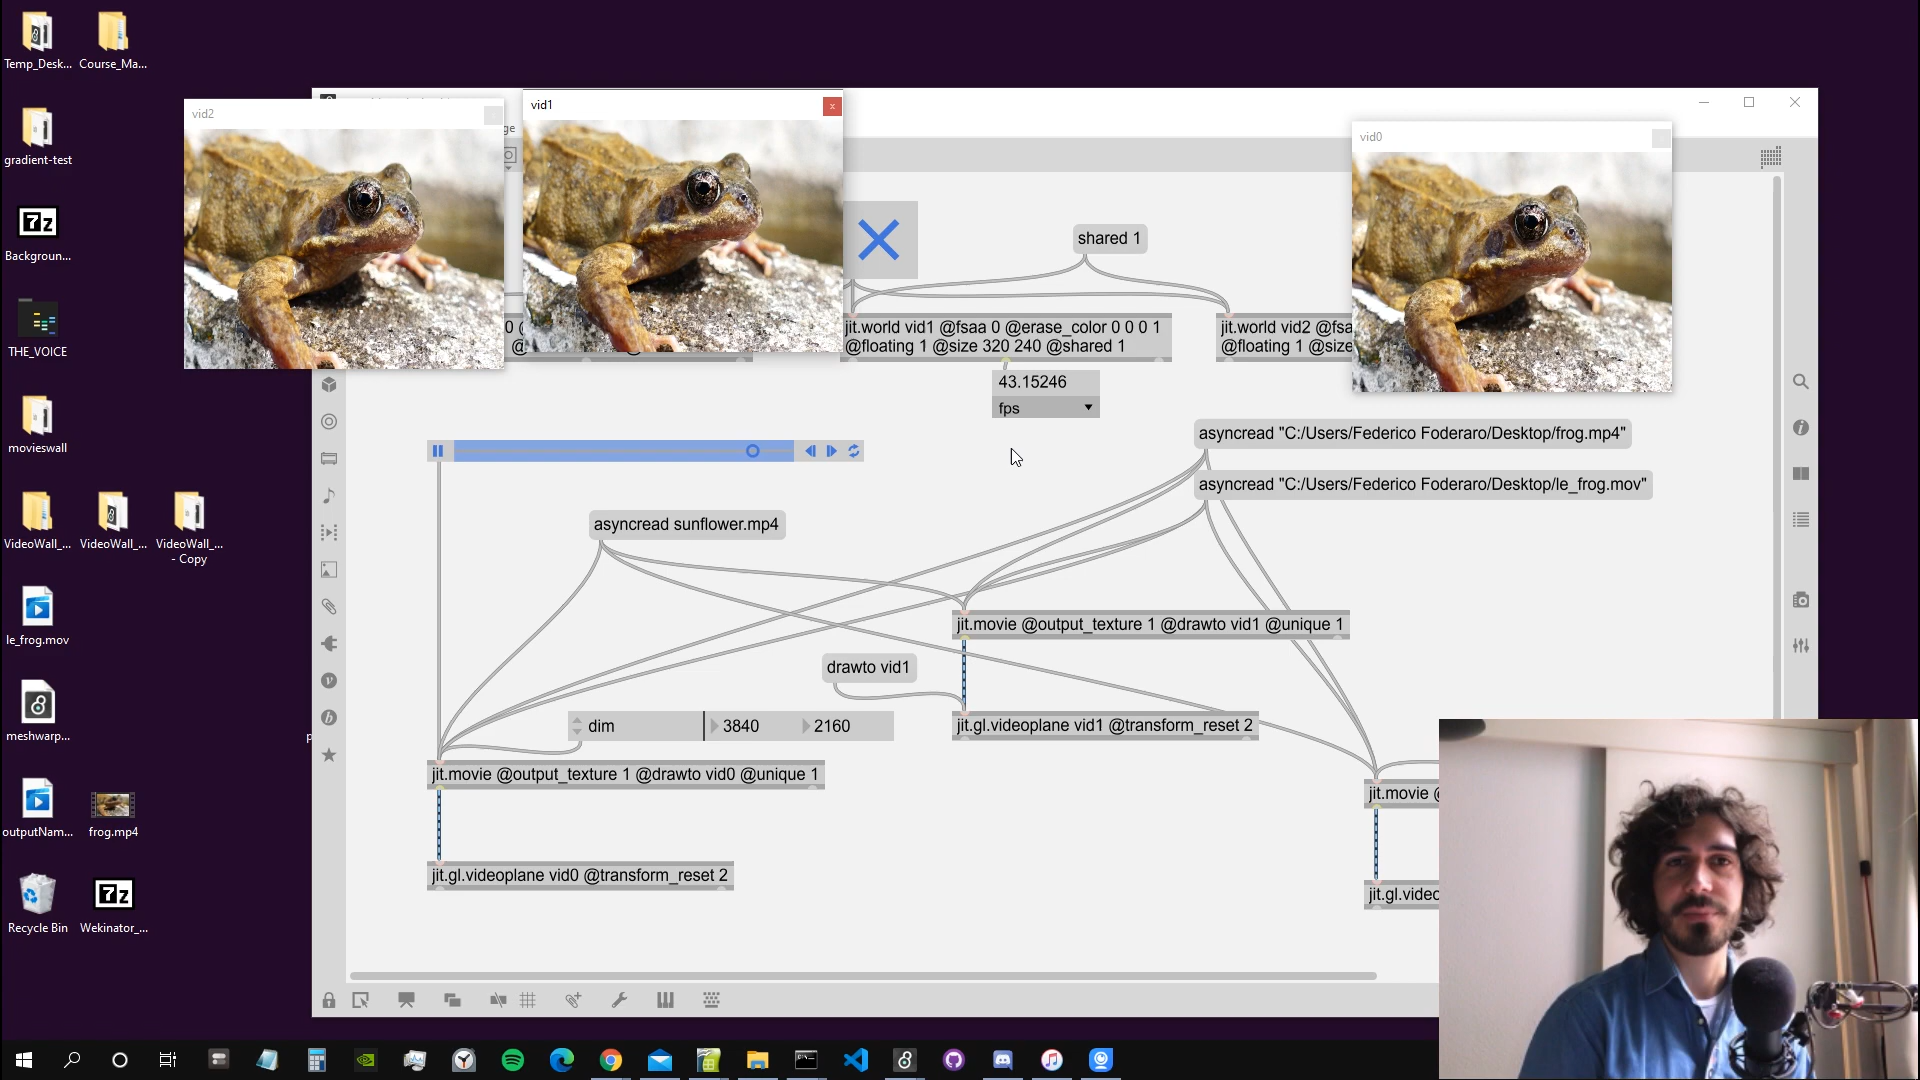 Temp_Desk...
Course_Ma...
gradient-test
7z
Backgroun...
THE_VOICE
movieswall
VideoWall_...
VideoWall_...
VideoWall_...
- Copy
le_frog.mov
meshwarp...
outputNam...
frog.mp4
Recycle Bin
7z
Wekinator_...
vid2
vid1
x
vid0
ge
shared 1
0 @
@
jit.world vid1 @fsaa 0 @erase_color 0 0 0 1
@floating 1 @size 320 240 @shared 1
jit.world vid2 @fsa
@floating 1 @size
43.15246
fps
asyncread "C:/Users/Federico Foderaro/Desktop/frog.mp4"
asyncread "C:/Users/Federico Foderaro/Desktop/le_frog.mov"
asyncread sunflower.mp4
jit.movie @output_texture 1 @drawto vid1 @unique 1
drawto vid1
dim 3840 2160
jit.gl.videoplane vid1 @transform_reset 2
jit.movie @output_texture 1 @drawto vid0 @unique 1
jit.movie @
jit.gl.videoplane vid0 @transform_reset 2
jit.gl.videc